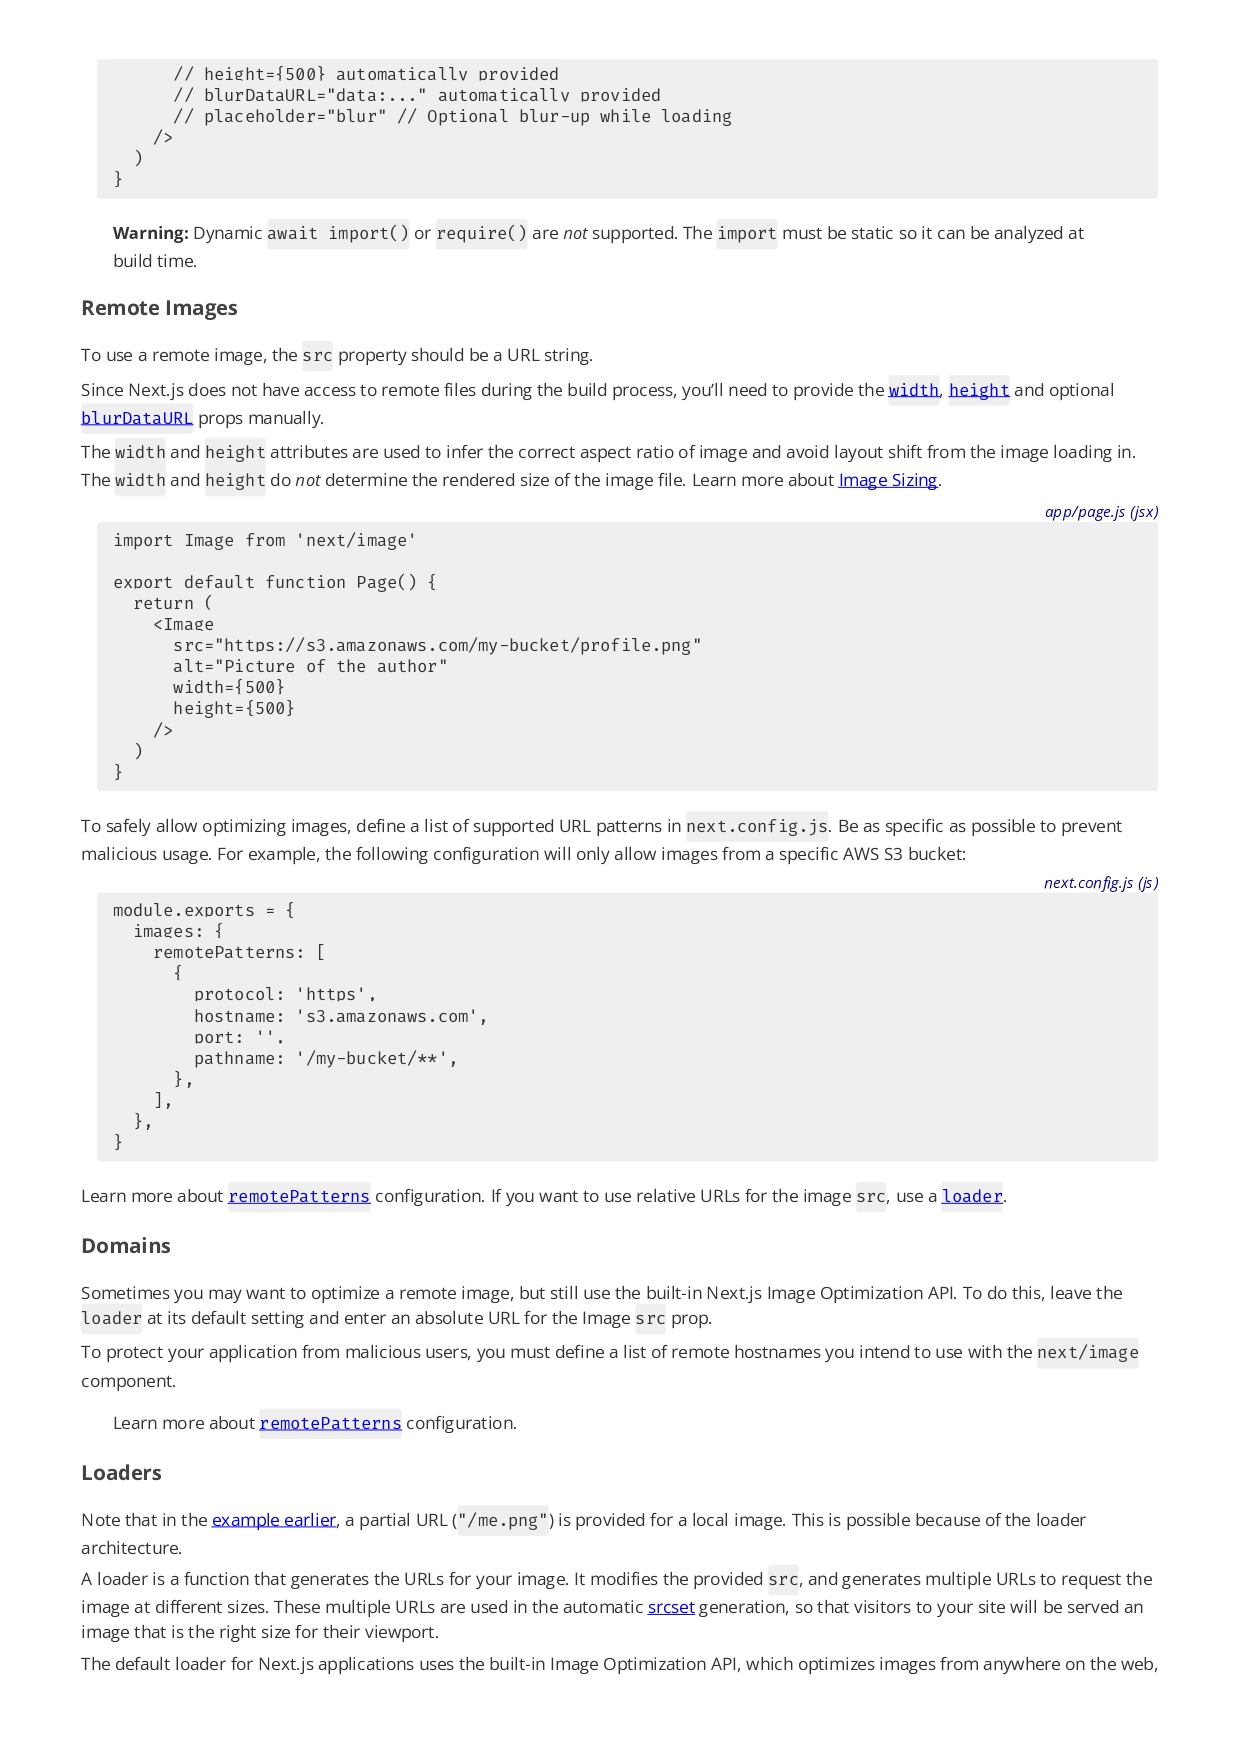 // height={500} automatically provided
      // blurDataURL="data:..." automatically provided
      // placeholder="blur" // Optional blur-up while loading
    />
  )
}
Warning: Dynamic await import() or require() are not supported. The import must be static so it can be analyzed at
build time.
Remote Images
To use a remote image, the src property should be a URL string.
Since Next.js does not have access to remote files during the build process, you’ll need to provide the width, height and optional
blurDataURL props manually.
The width and height attributes are used to infer the correct aspect ratio of image and avoid layout shift from the image loading in.
The width and height do not determine the rendered size of the image file. Learn more about Image Sizing.
app/page.js (jsx)
import Image from 'next/image'

export default function Page() {
  return (
    <Image
      src="https://s3.amazonaws.com/my-bucket/profile.png"
      alt="Picture of the author"
      width={500}
      height={500}
    />
  )
}
To safely allow optimizing images, define a list of supported URL patterns in next.config.js. Be as specific as possible to prevent
malicious usage. For example, the following configuration will only allow images from a specific AWS S3 bucket:
next.config.js (js)
module.exports = {
  images: {
    remotePatterns: [
      {
        protocol: 'https',
        hostname: 's3.amazonaws.com',
        port: '',
        pathname: '/my-bucket/**',
      },
    ],
  },
}
Learn more about remotePatterns configuration. If you want to use relative URLs for the image src, use a loader.
Domains
Sometimes you may want to optimize a remote image, but still use the built-in Next.js Image Optimization API. To do this, leave the
loader at its default setting and enter an absolute URL for the Image src prop.
To protect your application from malicious users, you must define a list of remote hostnames you intend to use with the next/image
component.
Learn more about remotePatterns configuration.
Loaders
Note that in the example earlier, a partial URL ("/me.png") is provided for a local image. This is possible because of the loader
architecture.
A loader is a function that generates the URLs for your image. It modifies the provided src, and generates multiple URLs to request the
image at different sizes. These multiple URLs are used in the automatic srcset generation, so that visitors to your site will be served an
image that is the right size for their viewport.
The default loader for Next.js applications uses the built-in Image Optimization API, which optimizes images from anywhere on the web,